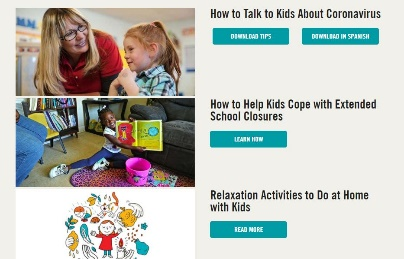 How to Talk to Kids About Coronavirus
DOWNLOAD TIPS
DOWNLOAD IN SPANISH
How to Help Kids Cope with Extended
School Closures
LEARN HOW
Relaxation Activities to Do at Home
with Kids
READ MORE